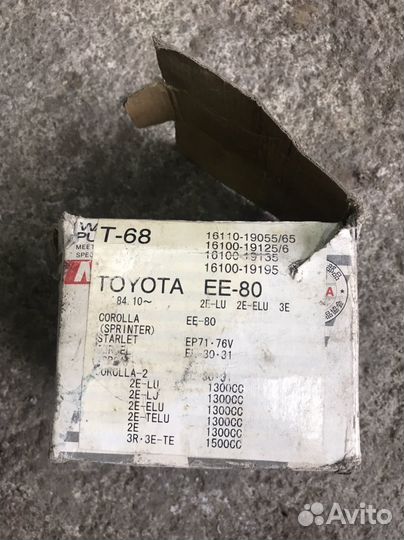 T-68
16110-19055/65
16100-19125/6
16100-19135
16100-19195
TOYOTA EE-80
84.10~ 2E-LU 2E-ELU 3E
COROLLA EE-80
(SPRINTER)
STARLET EP71・76V
COROLLA-2
2E-LU 1300CC
2E-LJ 1300CC
2E-ELU 1300CC
2E-TELU 1300CC
2E 1300CC
3R・3E-TE 1500CC
Avito